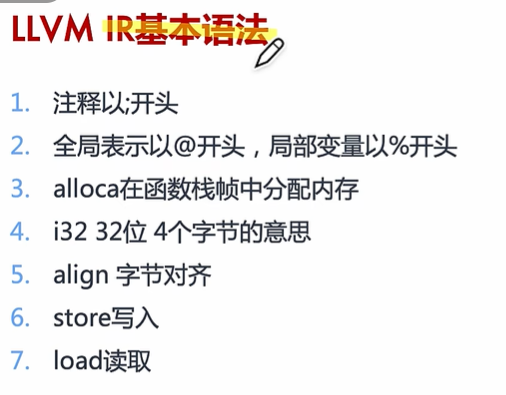 LLVM IR基本语法
1. 注释以;开头
2. 全局表示以@开头，局部变量以%开头
3. alloca在函数栈帧中分配内存
4. i32 32位 4个字节的意思
5. align 字节对齐
6. store写入
7. load读取